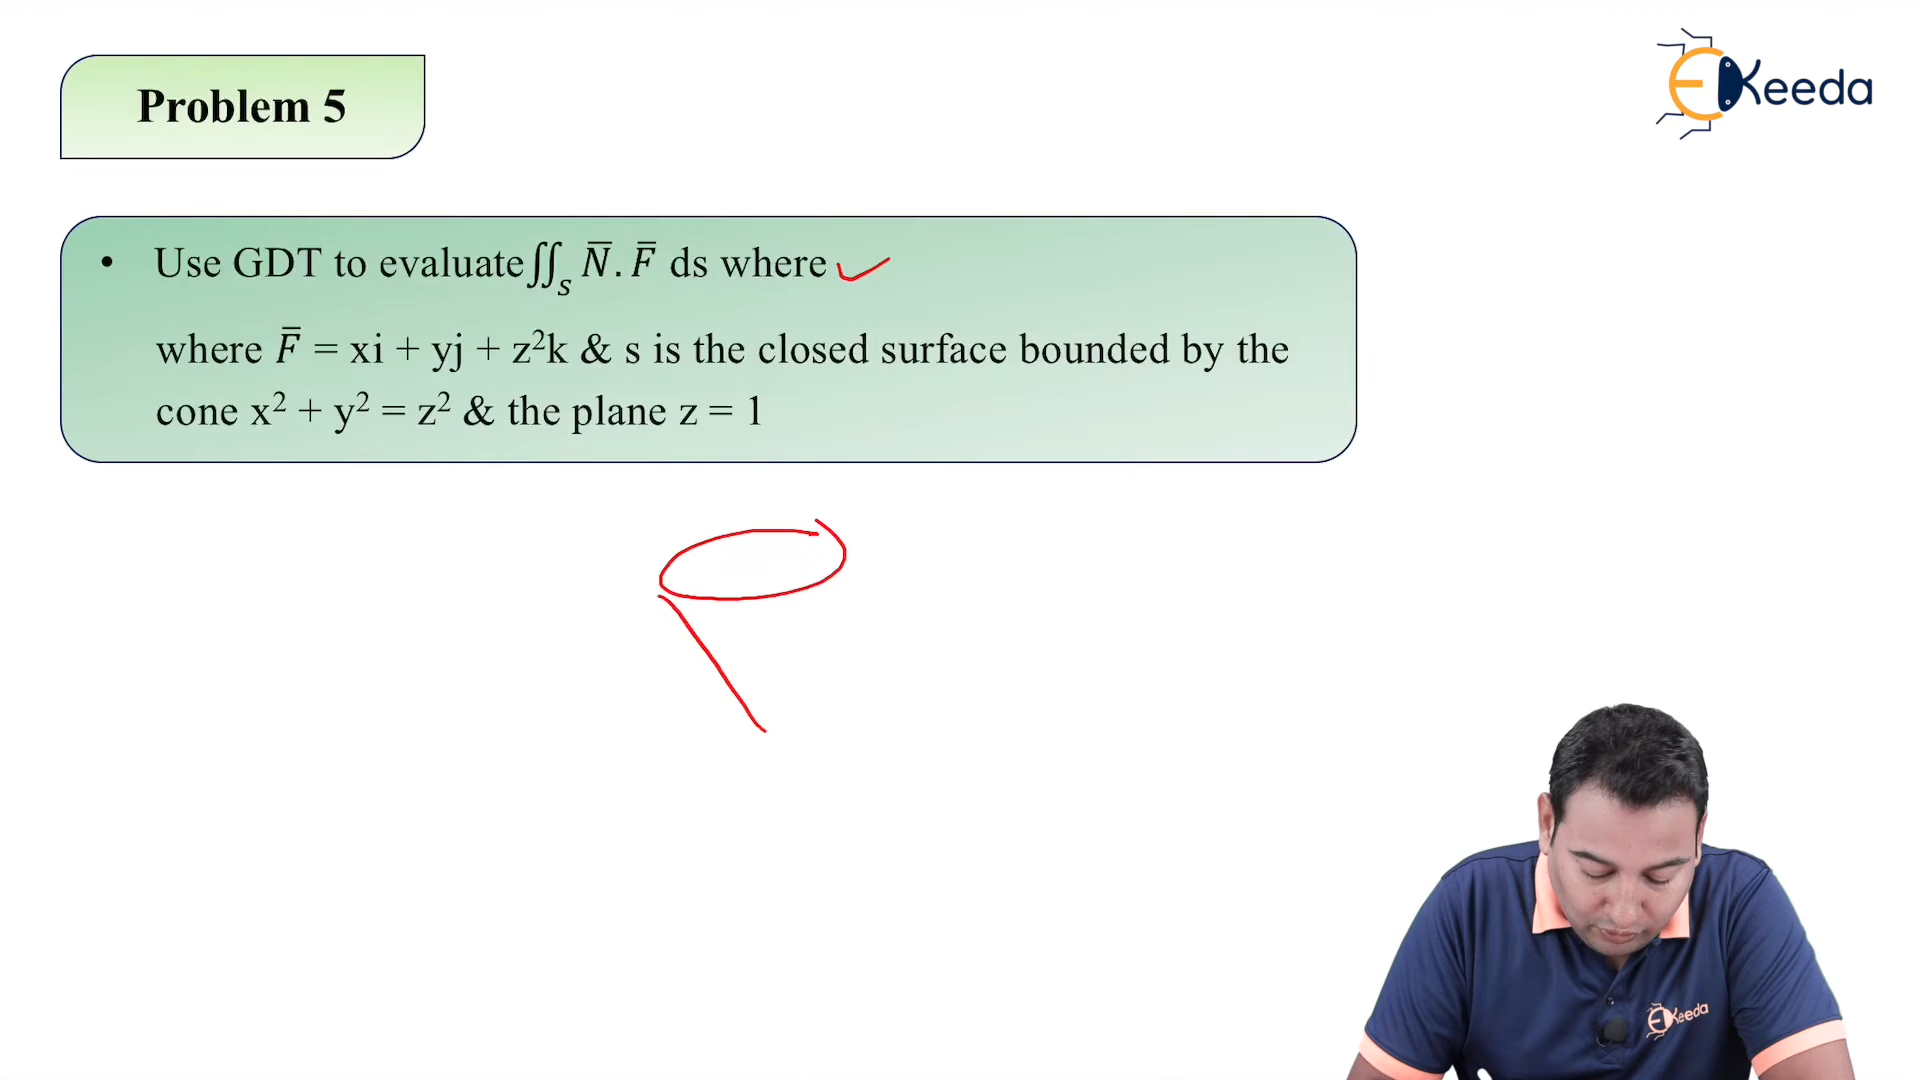 Problem 5
EKeeda
• Use GDT to evaluate∬ₛ N̅ . F̅ ds where
where F̅ = xi + yj + z²k & s is the closed surface bounded by the
cone x² + y² = z² & the plane z = 1
EKeeda